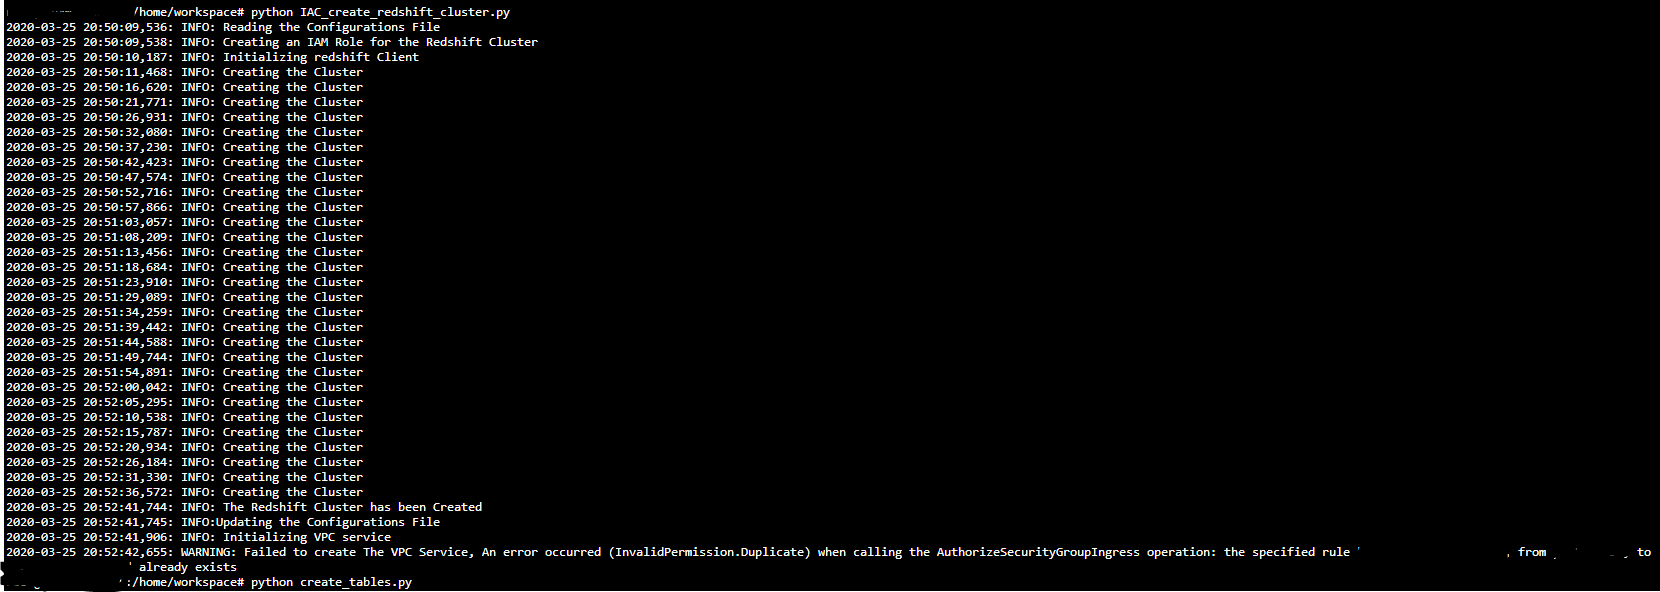 /home/workspace# python IAC_create_redshift_cluster.py
2020-03-25 20:50:09,536: INFO: Reading the Configurations File
2020-03-25 20:50:09,538: INFO: Creating an IAM Role for the Redshift Cluster
2020-03-25 20:50:10,187: INFO: Initializing redshift Client
2020-03-25 20:50:11,468: INFO: Creating the Cluster
2020-03-25 20:50:16,620: INFO: Creating the Cluster
2020-03-25 20:50:21,771: INFO: Creating the Cluster
2020-03-25 20:50:26,931: INFO: Creating the Cluster
2020-03-25 20:50:32,080: INFO: Creating the Cluster
2020-03-25 20:50:37,230: INFO: Creating the Cluster
2020-03-25 20:50:42,423: INFO: Creating the Cluster
2020-03-25 20:50:47,574: INFO: Creating the Cluster
2020-03-25 20:50:52,716: INFO: Creating the Cluster
2020-03-25 20:50:57,866: INFO: Creating the Cluster
2020-03-25 20:51:03,057: INFO: Creating the Cluster
2020-03-25 20:51:08,209: INFO: Creating the Cluster
2020-03-25 20:51:13,456: INFO: Creating the Cluster
2020-03-25 20:51:18,684: INFO: Creating the Cluster
2020-03-25 20:51:23,910: INFO: Creating the Cluster
2020-03-25 20:51:29,089: INFO: Creating the Cluster
2020-03-25 20:51:34,259: INFO: Creating the Cluster
2020-03-25 20:51:39,442: INFO: Creating the Cluster
2020-03-25 20:51:44,588: INFO: Creating the Cluster
2020-03-25 20:51:49,744: INFO: Creating the Cluster
2020-03-25 20:51:54,891: INFO: Creating the Cluster
2020-03-25 20:52:00,042: INFO: Creating the Cluster
2020-03-25 20:52:05,295: INFO: Creating the Cluster
2020-03-25 20:52:10,538: INFO: Creating the Cluster
2020-03-25 20:52:15,787: INFO: Creating the Cluster
2020-03-25 20:52:20,934: INFO: Creating the Cluster
2020-03-25 20:52:26,184: INFO: Creating the Cluster
2020-03-25 20:52:31,330: INFO: Creating the Cluster
2020-03-25 20:52:36,572: INFO: Creating the Cluster
2020-03-25 20:52:41,744: INFO: The Redshift Cluster has been Created
2020-03-25 20:52:41,745: INFO:Updating the Configurations File
2020-03-25 20:52:41,906: INFO: Initializing VPC service
2020-03-25 20:52:42,655: WARNING: Failed to create The VPC Service, An error occurred (InvalidPermission.Duplicate) when calling the AuthorizeSecurityGroupIngress operation: the specified rule ' , from to
' already exists
:/home/workspace# python create_tables.py